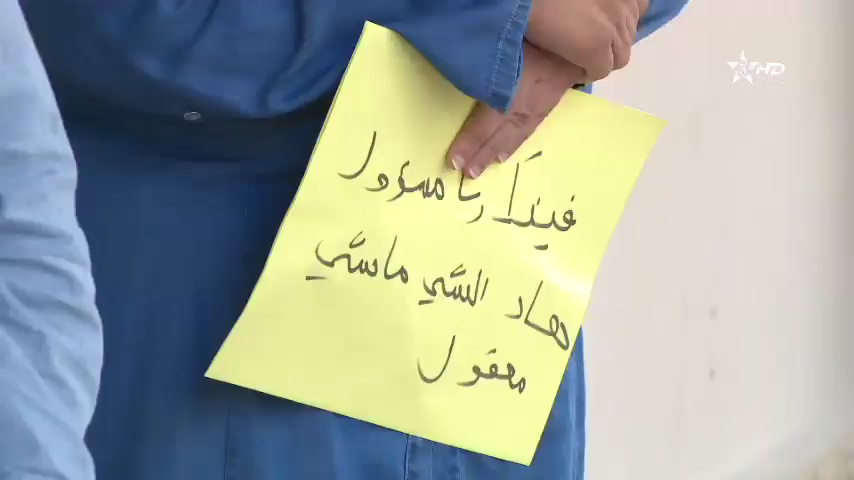 فينك يا مسؤول
هاد الشي ماشي
معقول
HD